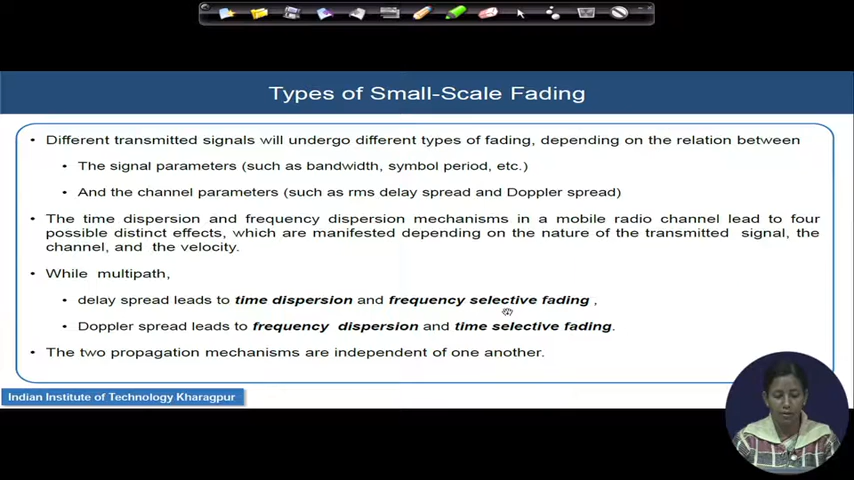 Types of Small-Scale Fading
• Different transmitted signals will undergo different types of fading, depending on the relation between
• The signal parameters (such as bandwidth, symbol period, etc.)
• And the channel parameters (such as rms delay spread and Doppler spread)
• The time dispersion and frequency dispersion mechanisms in a mobile radio channel lead to four
possible distinct effects, which are manifested depending on the nature of the transmitted signal, the
channel, and the velocity.
• While multipath,
• delay spread leads to time dispersion and frequency selective fading ,
• Doppler spread leads to frequency dispersion and time selective fading.
• The two propagation mechanisms are independent of one another.
Indian Institute of Technology Kharagpur